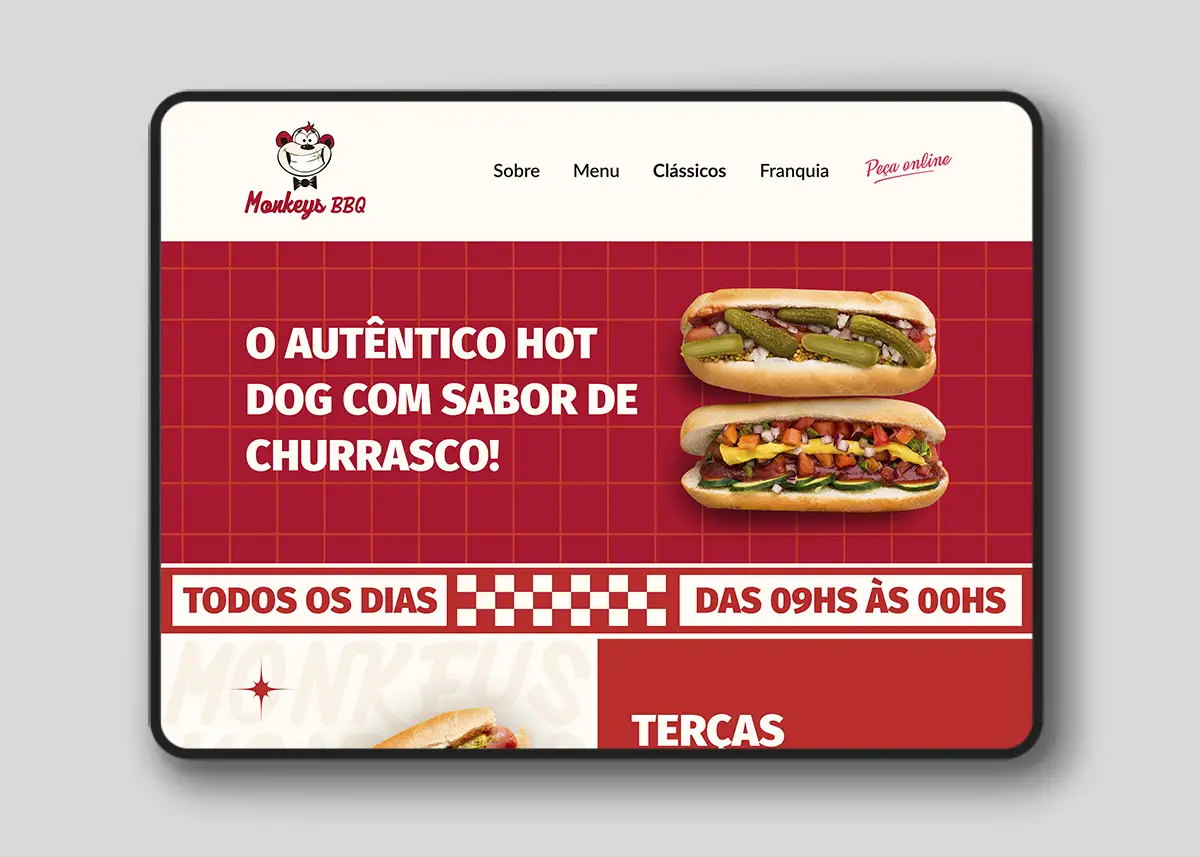 Monkeys BBQ
Sobre
Menu
Clássicos
Franquia
Peça online
O AUTÊNTICO HOT
DOG COM SABOR DE
CHURRASCO!
TODOS OS DIAS
DAS 09HS ÀS 00HS
MONKEYS
TERÇAS